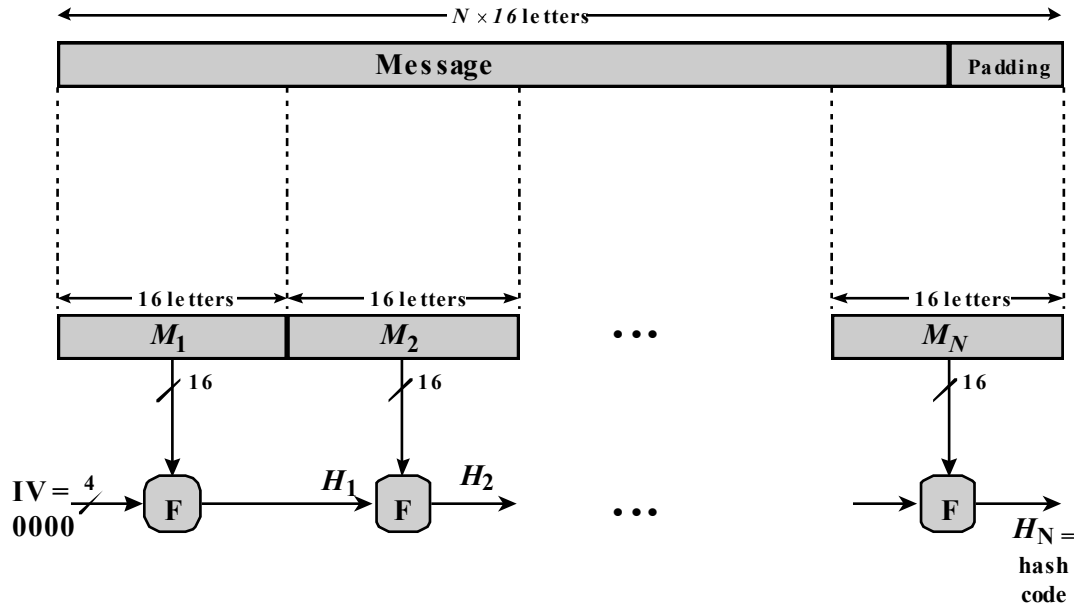 N × 16 letters
Message
Padding
16 letters
16 letters
16 letters
M1
M2
...
MN
16
16
16
IV =
0000
4
F
H1
F
H2
...
F
HN =
hash
code